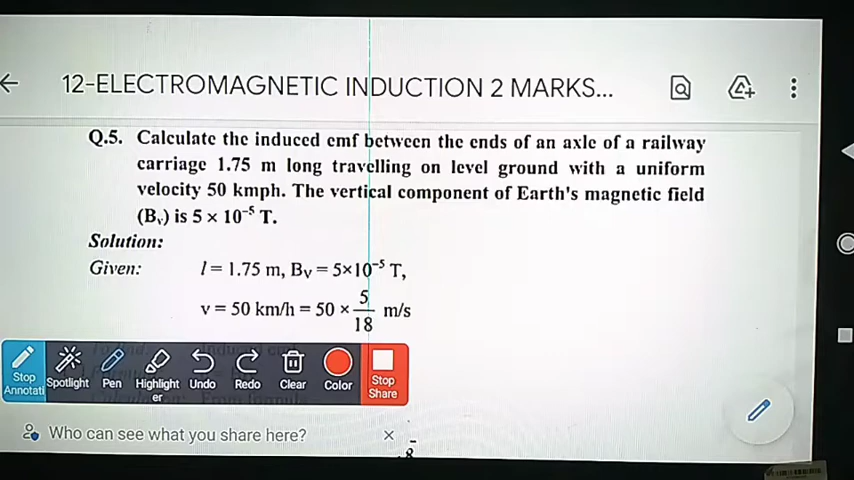 12-ELECTROMAGNETIC INDUCTION 2 MARKS...
Q.5. Calculate the induced emf between the ends of an axle of a railway
carriage 1.75 m long travelling on level ground with a uniform
velocity 50 kmph. The vertical component of Earth's magnetic field
(Bᵥ) is 5 × 10⁻⁵ T.
Solution:
Given: l = 1.75 m, Bᵥ = 5×10⁻⁵ T,
v = 50 km/h = 50 × 5/18 m/s
Stop Annotati
Spotlight
Pen
Highlighter
Undo
Redo
Clear
Color
Stop Share
Who can see what you share here?